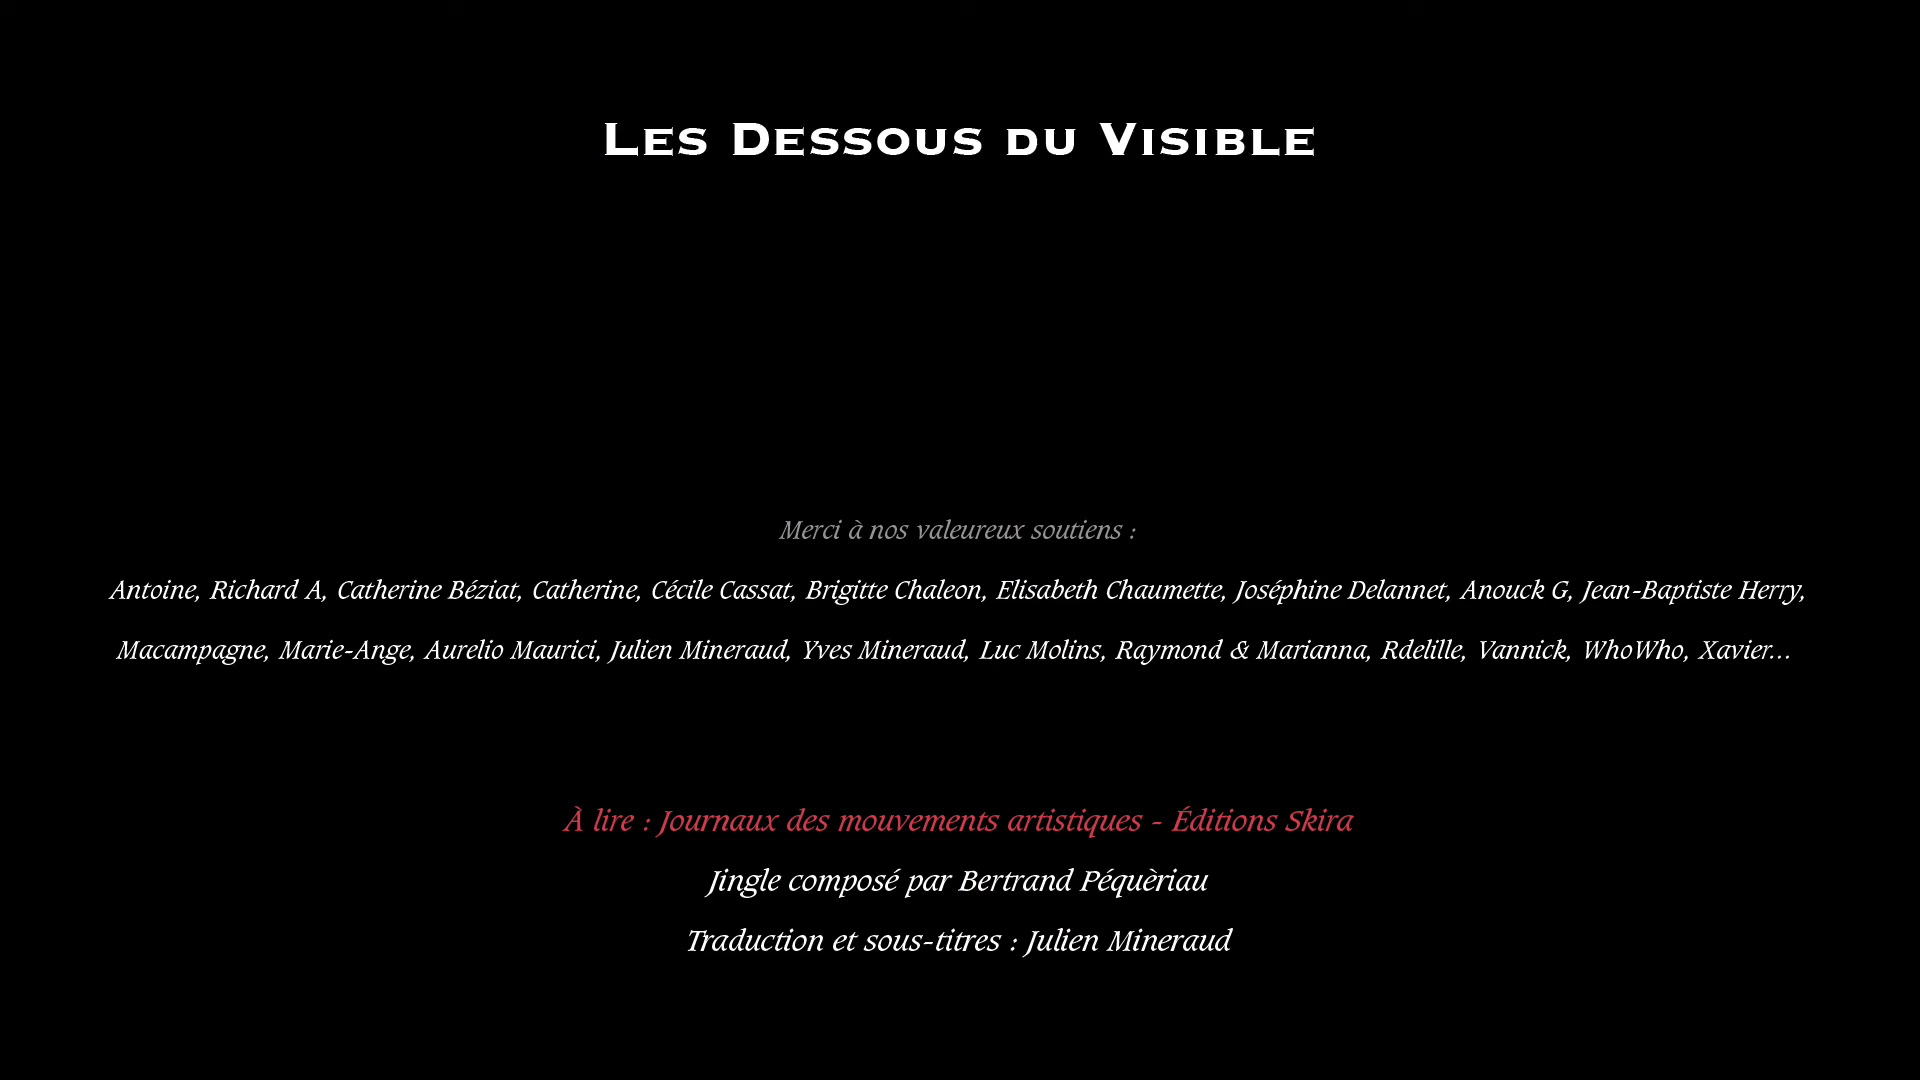 Les Dessous du Visible
Merci à nos valeureux soutiens :
Antoine, Richard A, Catherine Béziat, Catherine, Cécile Cassat, Brigitte Chaleon, Elisabeth Chaumette, Joséphine Delannet, Anouck G, Jean-Baptiste Herry,
Macampagne, Marie-Ange, Aurelio Maurici, Julien Mineraud, Yves Mineraud, Luc Molins, Raymond & Marianna, Rdelille, Vannick, WhoWho, Xavier...
À lire : Journaux des mouvements artistiques - Éditions Skira
Jingle composé par Bertrand Péquèriau
Traduction et sous-titres : Julien Mineraud